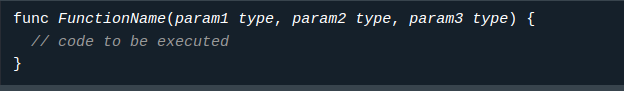 func FunctionName(param1 type, param2 type, param3 type) {
  // code to be executed
}